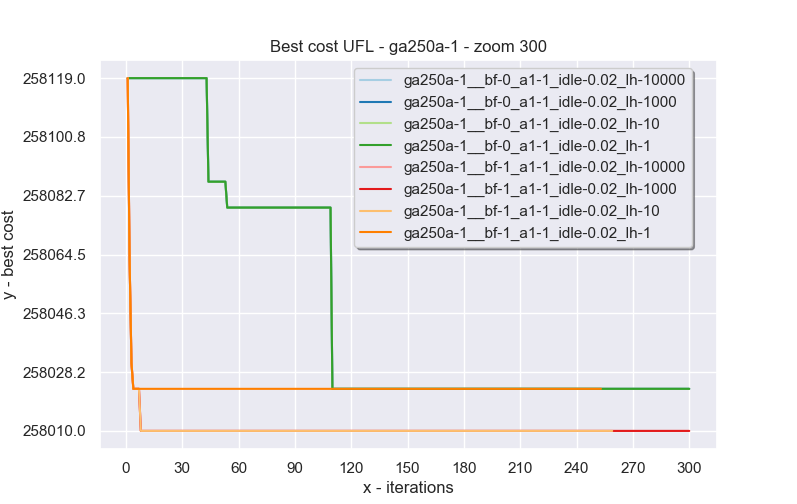 Best cost UFL - ga250a-1 - zoom 300
ga250a-1__bf-0_a1-1_idle-0.02_lh-10000
ga250a-1__bf-0_a1-1_idle-0.02_lh-1000
ga250a-1__bf-0_a1-1_idle-0.02_lh-10
ga250a-1__bf-0_a1-1_idle-0.02_lh-1
ga250a-1__bf-1_a1-1_idle-0.02_lh-10000
ga250a-1__bf-1_a1-1_idle-0.02_lh-1000
ga250a-1__bf-1_a1-1_idle-0.02_lh-10
ga250a-1__bf-1_a1-1_idle-0.02_lh-1
y - best cost
258119.0
258100.8
258082.7
258064.5
258046.3
258028.2
258010.0
0 30 60 90 120 150 180 210 240 270 300
x - iterations